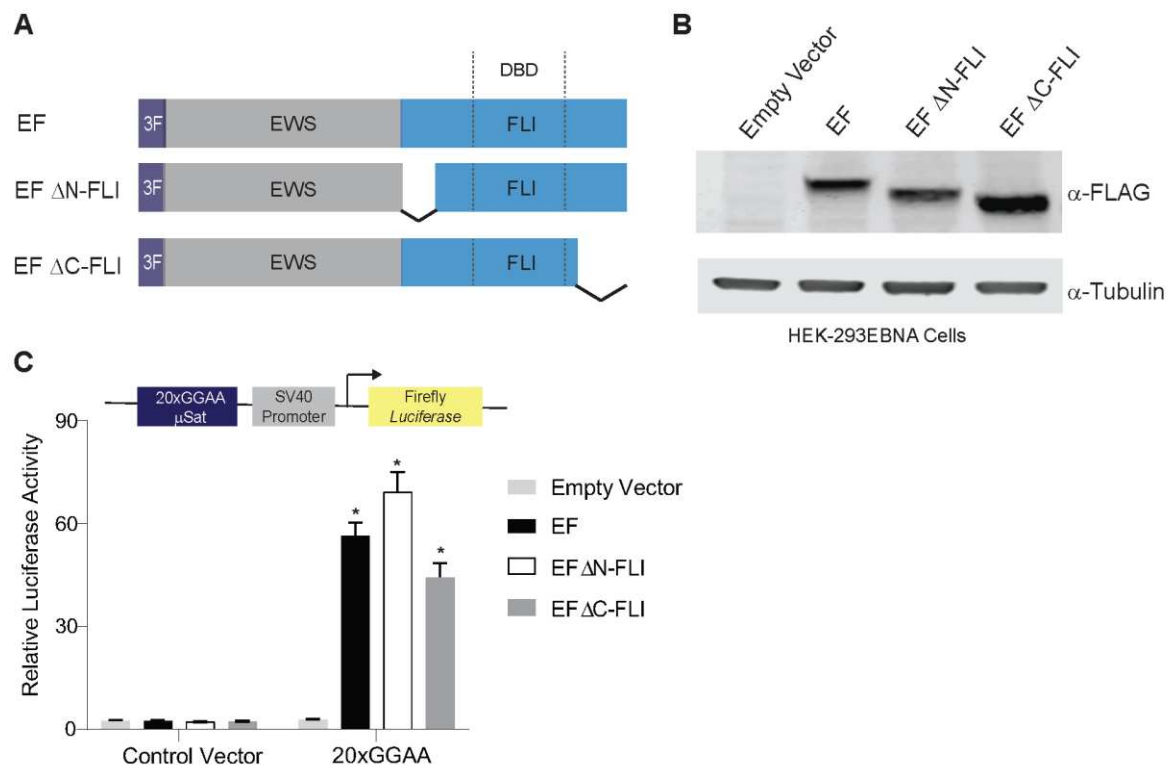 A
DBD
EF
3F
EWS
FLI
EF ΔN-FLI
3F
EWS
FLI
EF ΔC-FLI
3F
EWS
FLI
B
Empty Vector
EF
EF ΔN-FLI
EF ΔC-FLI
α-FLAG
α-Tubulin
HEK-293EBNA Cells
C
20xGGAA
μSat
SV40
Promoter
Firefly
Luciferase
Relative Luciferase Activity
90
60
30
0
*
*
*
Control Vector
20xGGAA
Empty Vector
EF
EF ΔN-FLI
EF ΔC-FLI